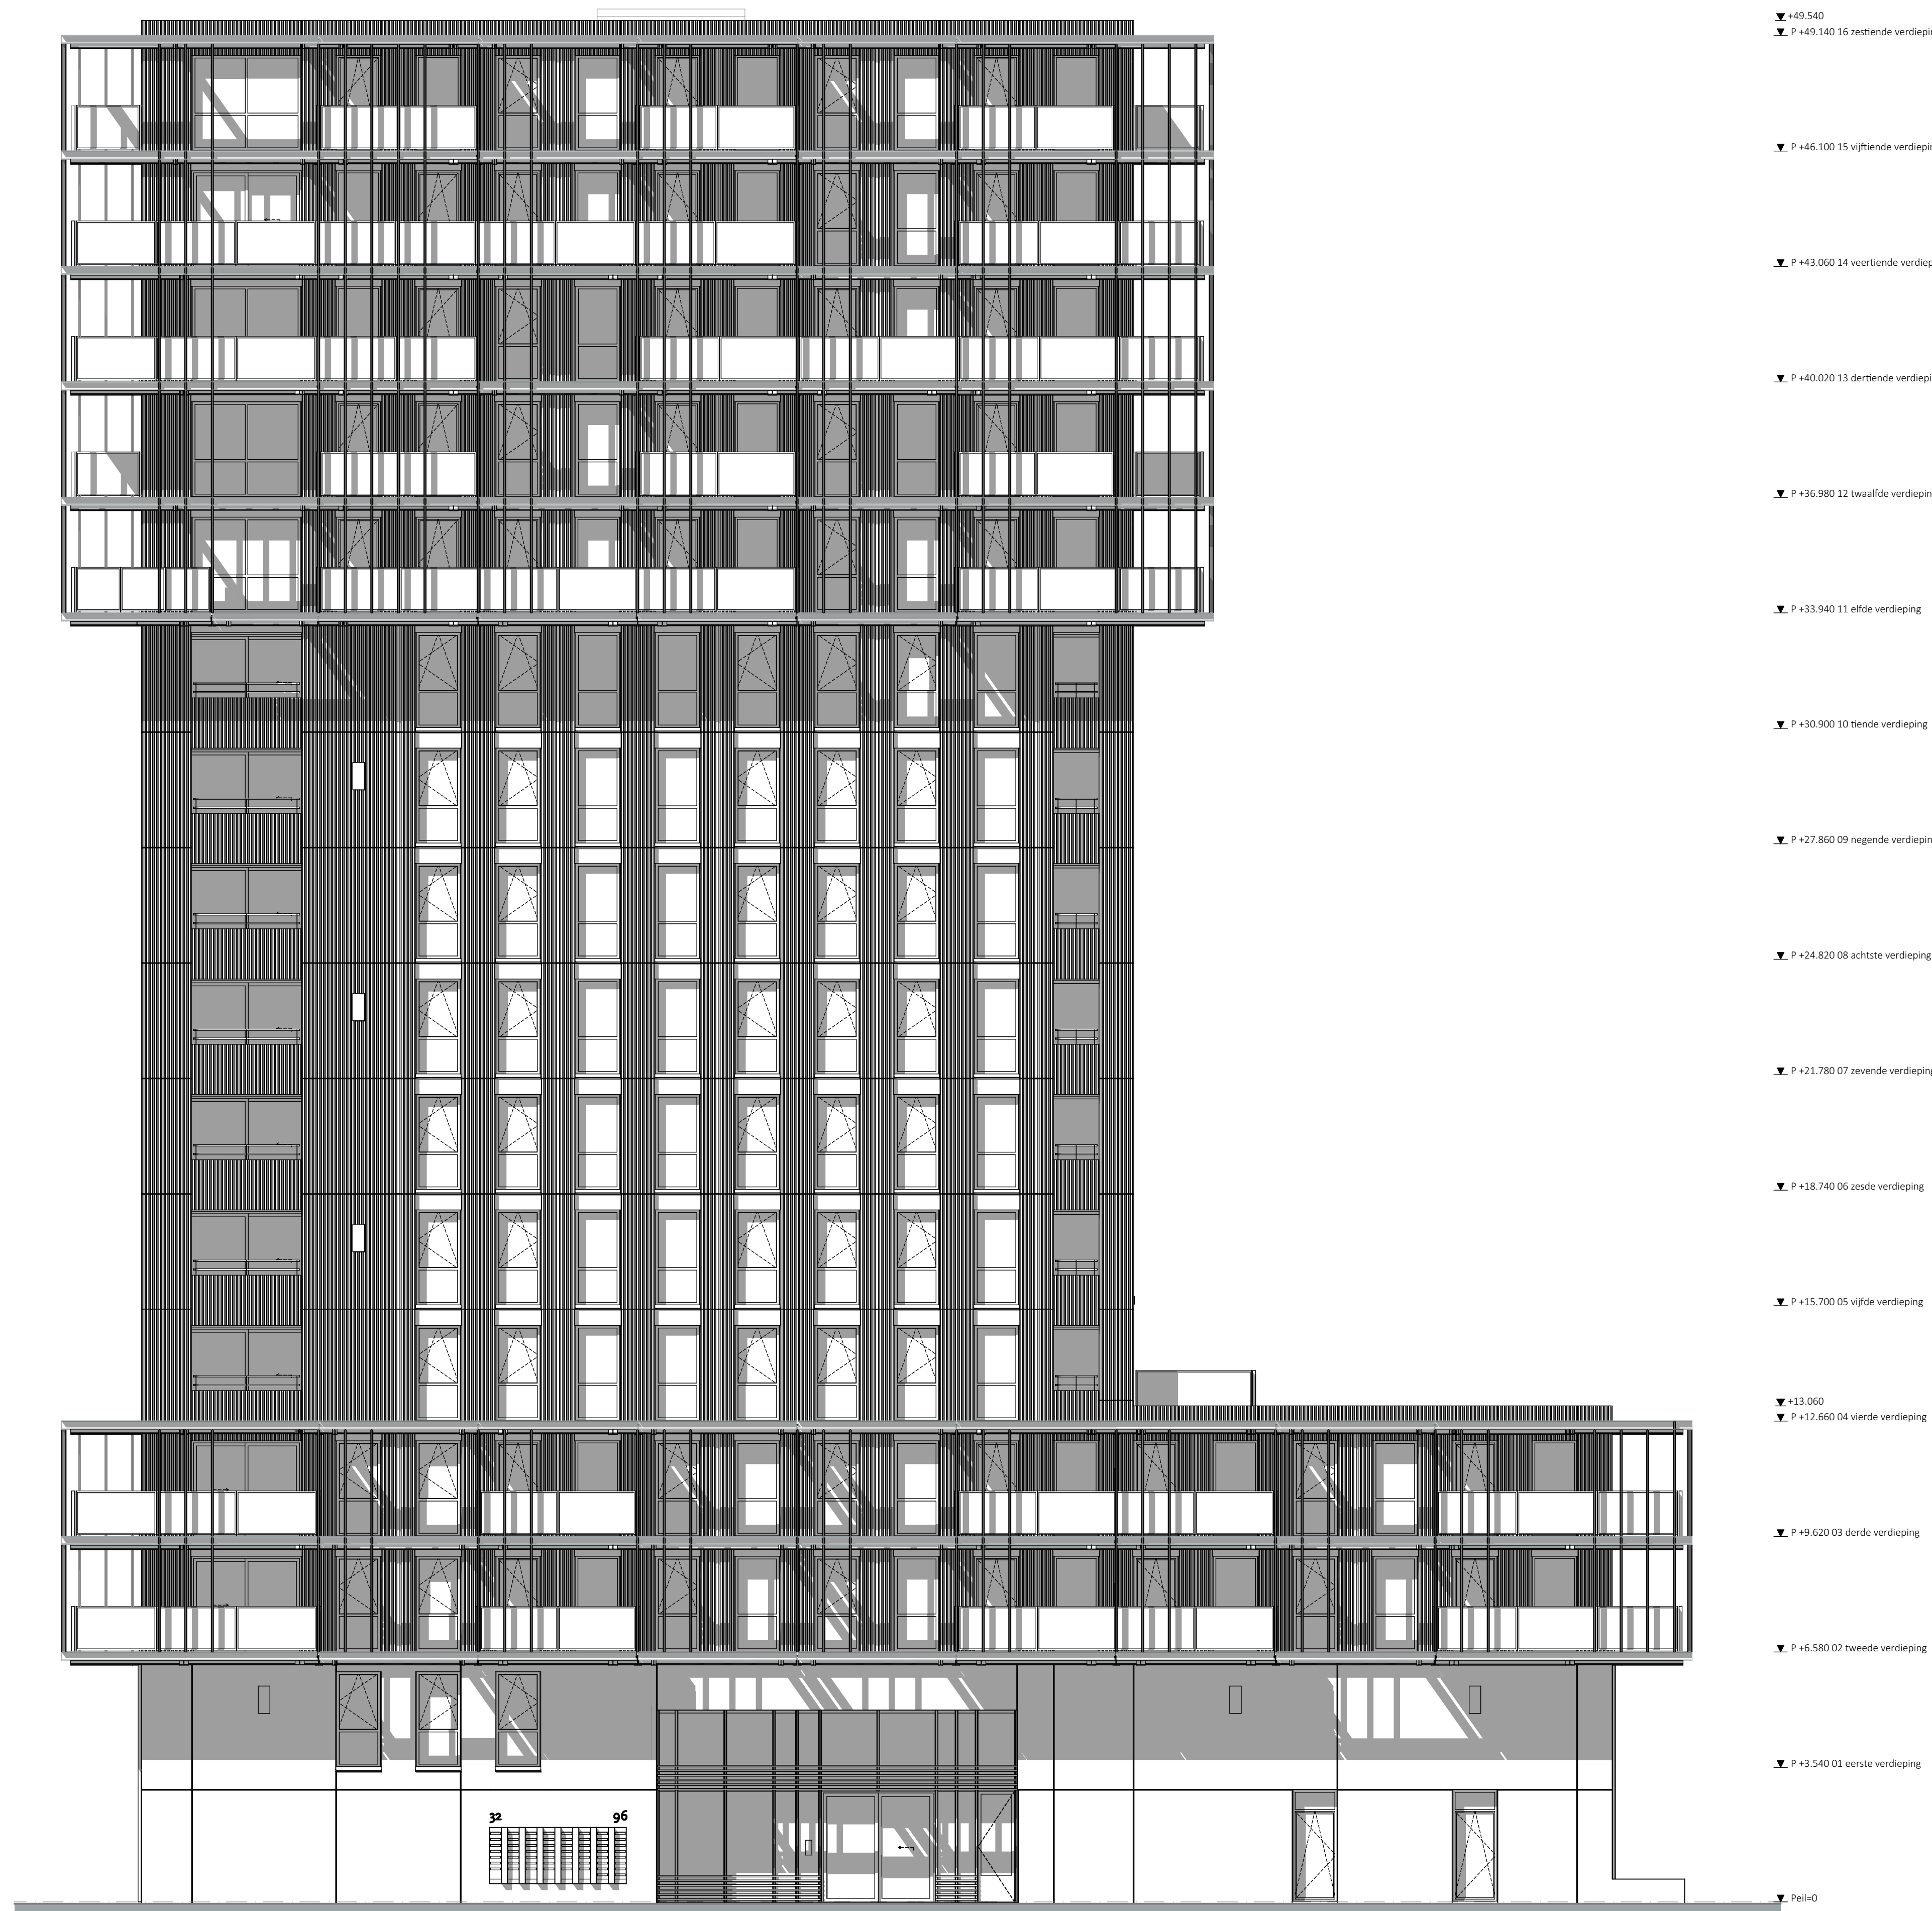 +49.540
P +49.140 16 zestiende verdiepin
P +46.100 15 vijftiende verdiepin
P +43.060 14 veertiende verdiep
P +40.020 13 dertiende verdiepi
P +36.980 12 twaalfde verdiepin
P +33.940 11 elfde verdieping
P +30.900 10 tiende verdieping
P +27.860 09 negende verdiepin
P +24.820 08 achtste verdieping
P +21.780 07 zevende verdieping
P +18.740 06 zesde verdieping
P +15.700 05 vijfde verdieping
+13.060
P +12.660 04 vierde verdieping
P +9.620 03 derde verdieping
P +6.580 02 tweede verdieping
P +3.540 01 eerste verdieping
32 96
Peil=0